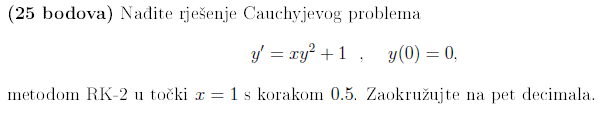 (25 bodova) Nađite rješenje Cauchyjevog problema
y′ = xy² + 1 , y(0) = 0,
metodom RK-2 u točki x = 1 s korakom 0.5. Zaokružujte na pet decimala.